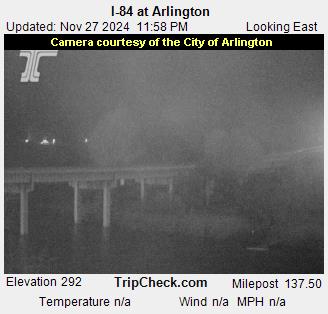 I-84 at Arlington
Updated: Nov 27 2024 11:58 PM Looking East
Camera courtesy of the City of Arlington
Elevation 292 TripCheck.com Milepost 137.50
Temperature n/a Wind n/a MPH n/a